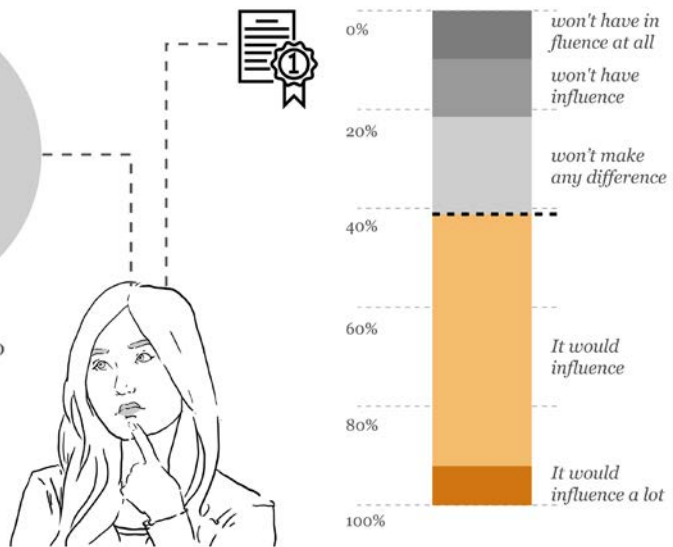 1
0%
20%
40%
60%
80%
100%
won't have in
fluence at all
won't have
influence
won't make
any difference
It would
influence
It would
influence a lot